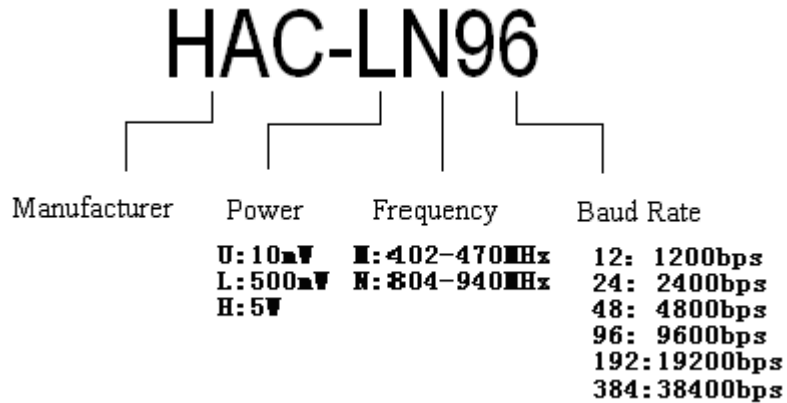 HAC-LN96
Manufacturer Power Frequency Baud Rate
U:10mW M:402-470MHz 12: 1200bps
L:500mW N:804-940MHz 24: 2400bps
H:5W 48: 4800bps
96: 9600bps
192:19200bps
384:38400bps